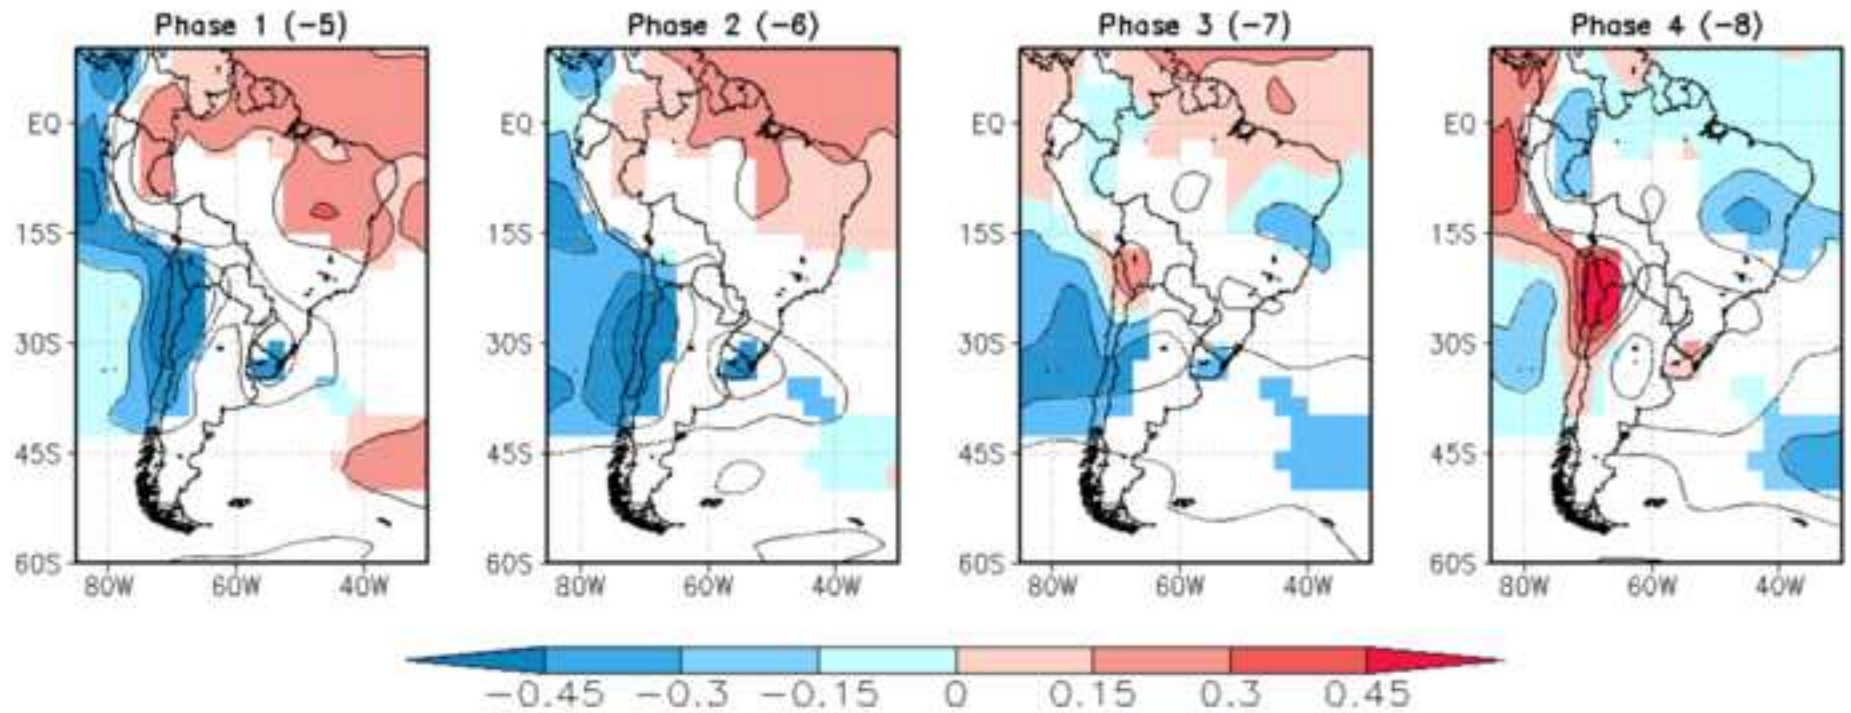 Phase 1 (-5) Phase 2 (-6) Phase 3 (-7) Phase 4 (-8)
EQ EQ EQ EQ
15S 15S 15S 15S
30S 30S 30S 30S
45S 45S 45S 45S
60S 60S 60S 60S
80W 60W 40W 80W 60W 40W 80W 60W 40W 80W 60W 40W
-0.45 -0.3 -0.15 0 0.15 0.3 0.45